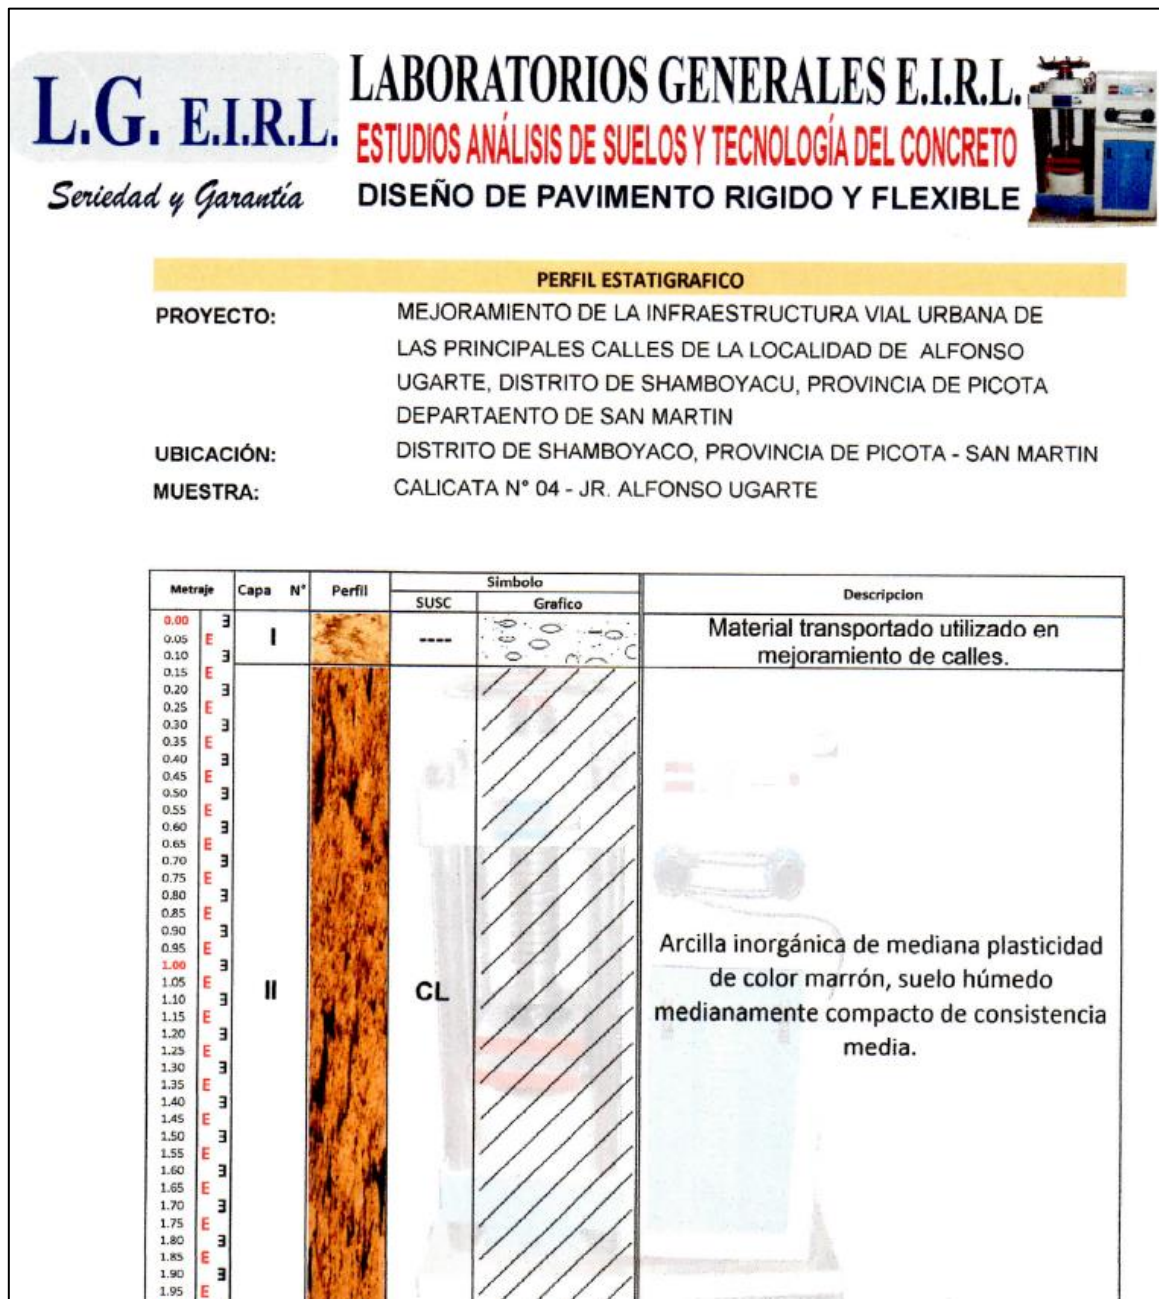 L.G. E.I.R.L.
Seriedad y Garantía
LABORATORIOS GENERALES E.I.R.L.
ESTUDIOS ANÁLISIS DE SUELOS Y TECNOLOGÍA DEL CONCRETO
DISEÑO DE PAVIMENTO RIGIDO Y FLEXIBLE
PERFIL ESTATIGRAFICO
PROYECTO: MEJORAMIENTO DE LA INFRAESTRUCTURA VIAL URBANA DE
LAS PRINCIPALES CALLES DE LA LOCALIDAD DE ALFONSO
UGARTE, DISTRITO DE SHAMBOYACU, PROVINCIA DE PICOTA
DEPARTAENTO DE SAN MARTIN
UBICACIÓN: DISTRITO DE SHAMBOYACO, PROVINCIA DE PICOTA - SAN MARTIN
MUESTRA: CALICATA N° 04 - JR. ALFONSO UGARTE
Metraje Capa N° Perfil Simbolo Descripcion
SUSC Grafico
0.00 E
0.05 E I ---- Material transportado utilizado en
0.10 E mejoramiento de calles.
0.15 E
0.20 E
0.25 E
0.30 E
0.35 E
0.40 E
0.45 E
0.50 E
0.55 E
0.60 E
0.65 E
0.70 E
0.75 E
0.80 E
0.85 E
0.90 E
0.95 E Arcilla inorgánica de mediana plasticidad
1.00 E de color marrón, suelo húmedo
1.05 E II CL medianamente compacto de consistencia
1.10 E media.
1.15 E
1.20 E
1.25 E
1.30 E
1.35 E
1.40 E
1.45 E
1.50 E
1.55 E
1.60 E
1.65 E
1.70 E
1.75 E
1.80 E
1.85 E
1.90 E
1.95 E